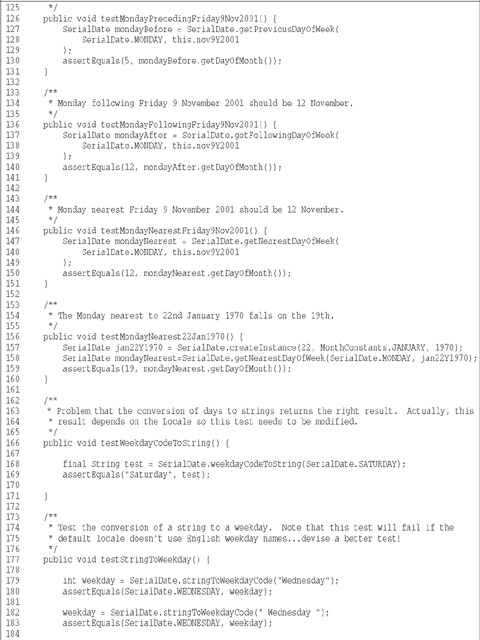 125      */
126     public void testMondayPrecedingFriday9Nov2001() {
127         SerialDate mondayBefore = SerialDate.getPreviousDayOfWeek(
128             SerialDate.MONDAY, this.nov9Y2001
129         );
130         assertEquals(5, mondayBefore.getDayOfMonth());
131     }
132
133     /**
134      * Monday following Friday 9 November 2001 should be 12 November.
135      */
136     public void testMondayFollowingFriday9Nov2001() {
137         SerialDate mondayAfter = SerialDate.getFollowingDayOfWeek(
138             SerialDate.MONDAY, this.nov9Y2001
139         );
140         assertEquals(12, mondayAfter.getDayOfMonth());
141     }
142
143     /**
144      * Monday nearest Friday 9 November 2001 should be 12 November.
145      */
146     public void testMondayNearestFriday9Nov2001() {
147         SerialDate mondayNearest = SerialDate.getNearestDayOfWeek(
148             SerialDate.MONDAY, this.nov9Y2001
149         );
150         assertEquals(12, mondayNearest.getDayOfMonth());
151     }
152
153     /**
154      * The Monday nearest to 22nd January 1970 falls on the 19th.
155      */
156     public void testMondayNearest22Jan1970() {
157         SerialDate jan22Y1970 = SerialDate.createInstance(22, MonthConstants.JANUARY, 1970);
158         SerialDate mondayNearest=SerialDate.getNearestDayOfWeek(SerialDate.MONDAY, jan22Y1970);
159         assertEquals(19, mondayNearest.getDayOfMonth());
160     }
161
162     /**
163      * Problem that the conversion of days to strings returns the right result.  Actually, this
164      * result depends on the Locale so this test needs to be modified.
165      */
166     public void testWeekdayCodeToString() {
167
168         final String test = SerialDate.weekdayCodeToString(SerialDate.SATURDAY);
169         assertEquals("Saturday", test);
170
171     }
172
173     /**
174      * Test the conversion of a string to a weekday.  Note that this test will fail if the
175      * default locale doesn't use English weekday names...devise a better test!
176      */
177     public void testStringToWeekday() {
178
179         int weekday = SerialDate.stringToWeekdayCode("Wednesday");
180         assertEquals(SerialDate.WEDNESDAY, weekday);
181
182         weekday = SerialDate.stringToWeekdayCode(" Wednesday ");
183         assertEquals(SerialDate.WEDNESDAY, weekday);
184